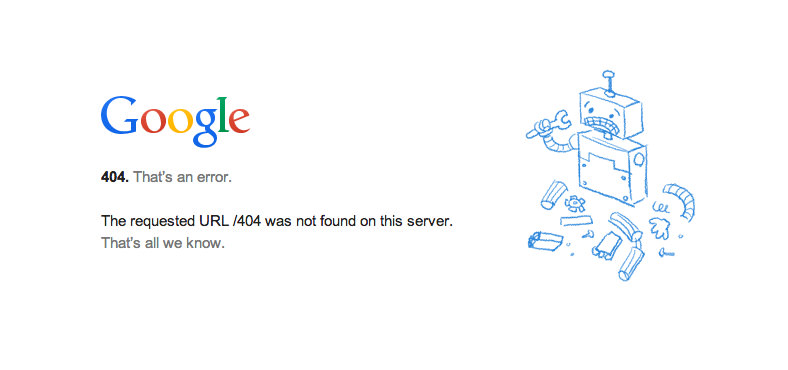 Google
404. That's an error.
The requested URL /404 was not found on this server.
That's all we know.